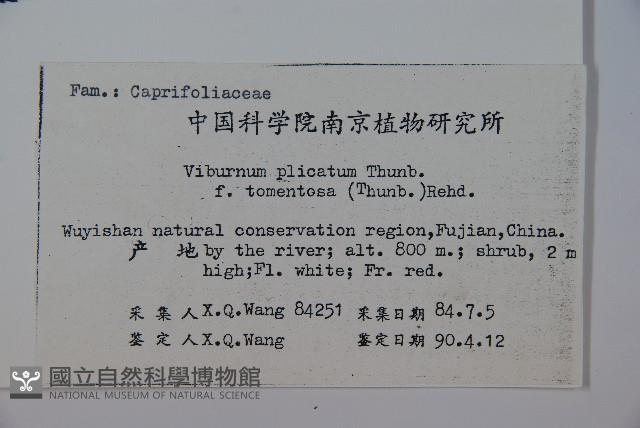 Fam.: Caprifoliaceae
中国科学院南京植物研究所
Viburnum plicatum Thunb.
f. tomentosa (Thunb.)Rehd.
Wuyishan natural conservation region,Fujian,China.
产 地 by the river; alt. 800 m.; shrub, 2 m
high;Fl. white; Fr. red.
采 集 人 X.Q.Wang 84251 采集日期 84.7.5
鉴 定 人 X.Q.Wang 鉴定日期 90.4.12
國立自然科學博物館
NATIONAL MUSEUM OF NATURAL SCIENCE